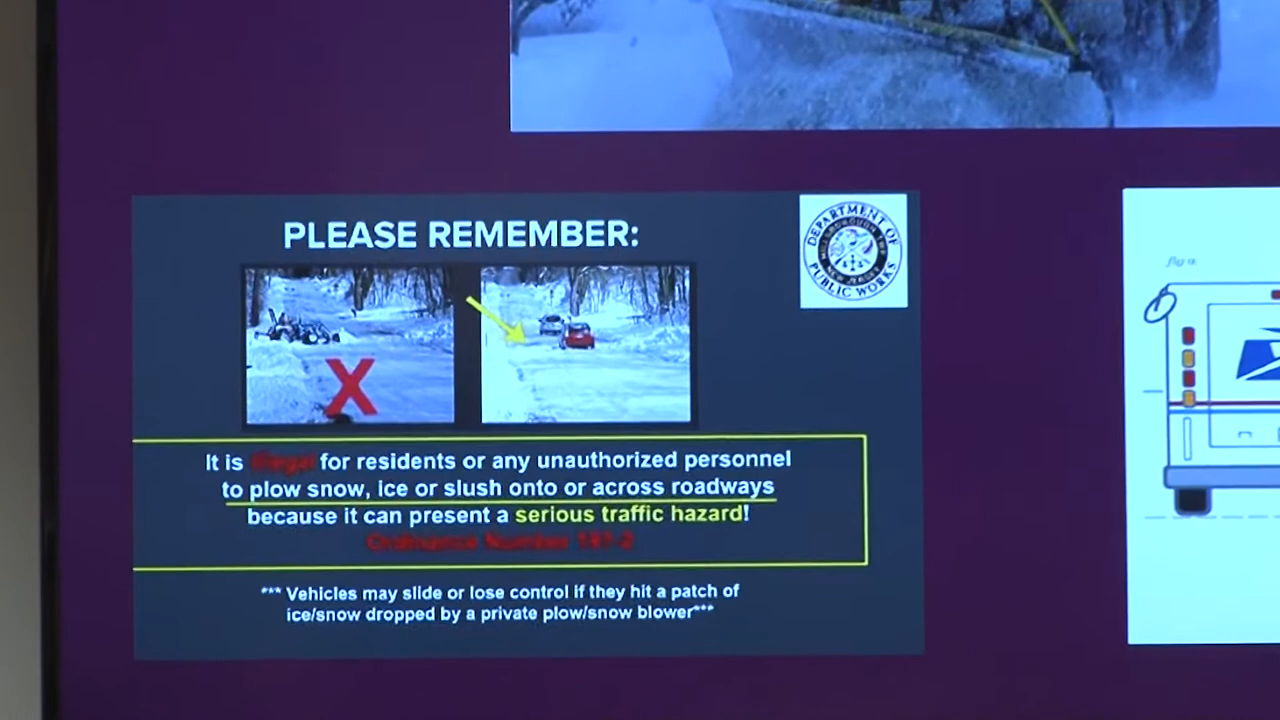 PLEASE REMEMBER:
DEPARTMENT OF
PUBLIC WORKS
X
fig a
It is illegal for residents or any unauthorized personnel
to plow snow, ice or slush onto or across roadways
because it can present a serious traffic hazard!
Ordinance Number
*** Vehicles may slide or lose control if they hit a patch of
ice/snow dropped by a private plow/snow blower***